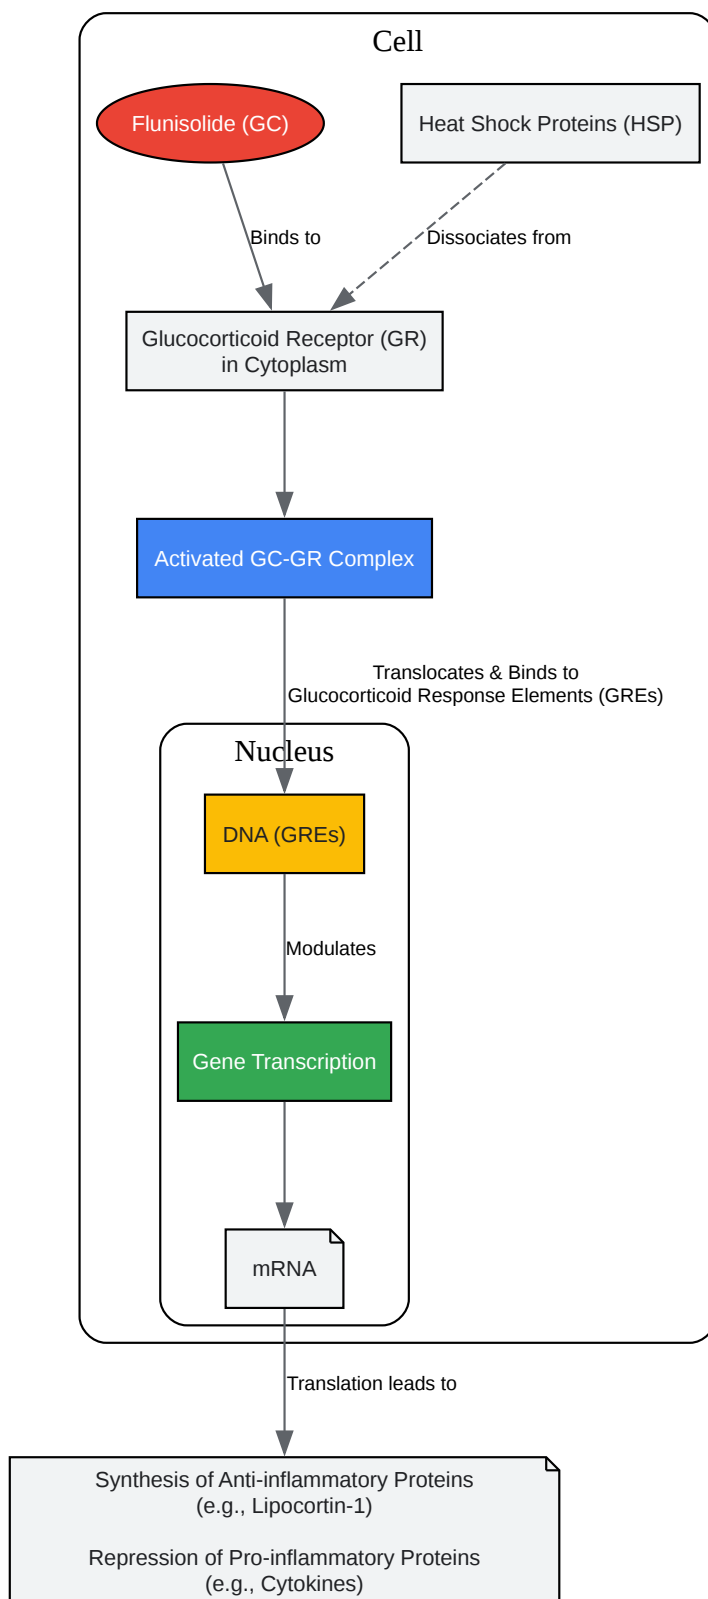 Cell
Flunisolide (GC)
Heat Shock Proteins (HSP)
Binds to
Dissociates from
Glucocorticoid Receptor (GR)
in Cytoplasm
Activated GC-GR Complex
Translocates & Binds to
Glucocorticoid Response Elements (GREs)
Nucleus
DNA (GREs)
Modulates
Gene Transcription
mRNA
Translation leads to
Synthesis of Anti-inflammatory Proteins
(e.g., Lipocortin-1)
Repression of Pro-inflammatory Proteins
(e.g., Cytokines)